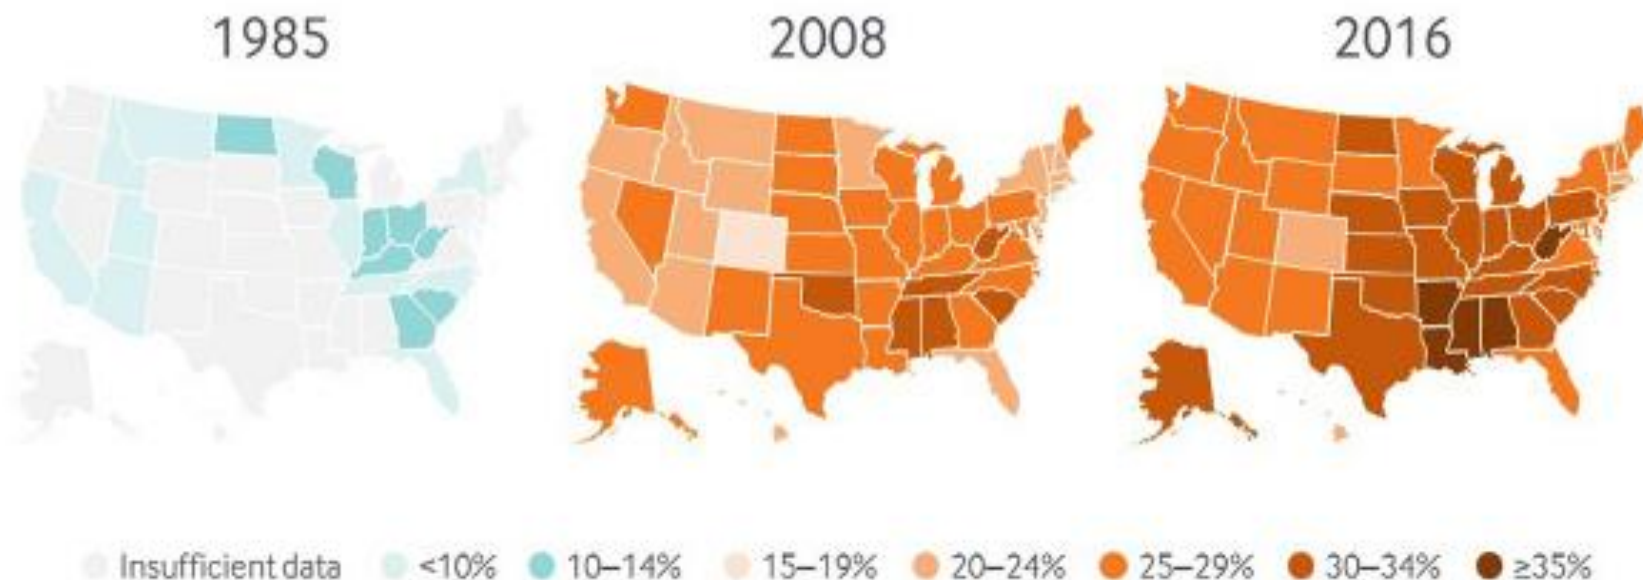 1985 2008 2016
Insufficient data <10% 10–14% 15–19% 20–24% 25–29% 30–34% ≥35%